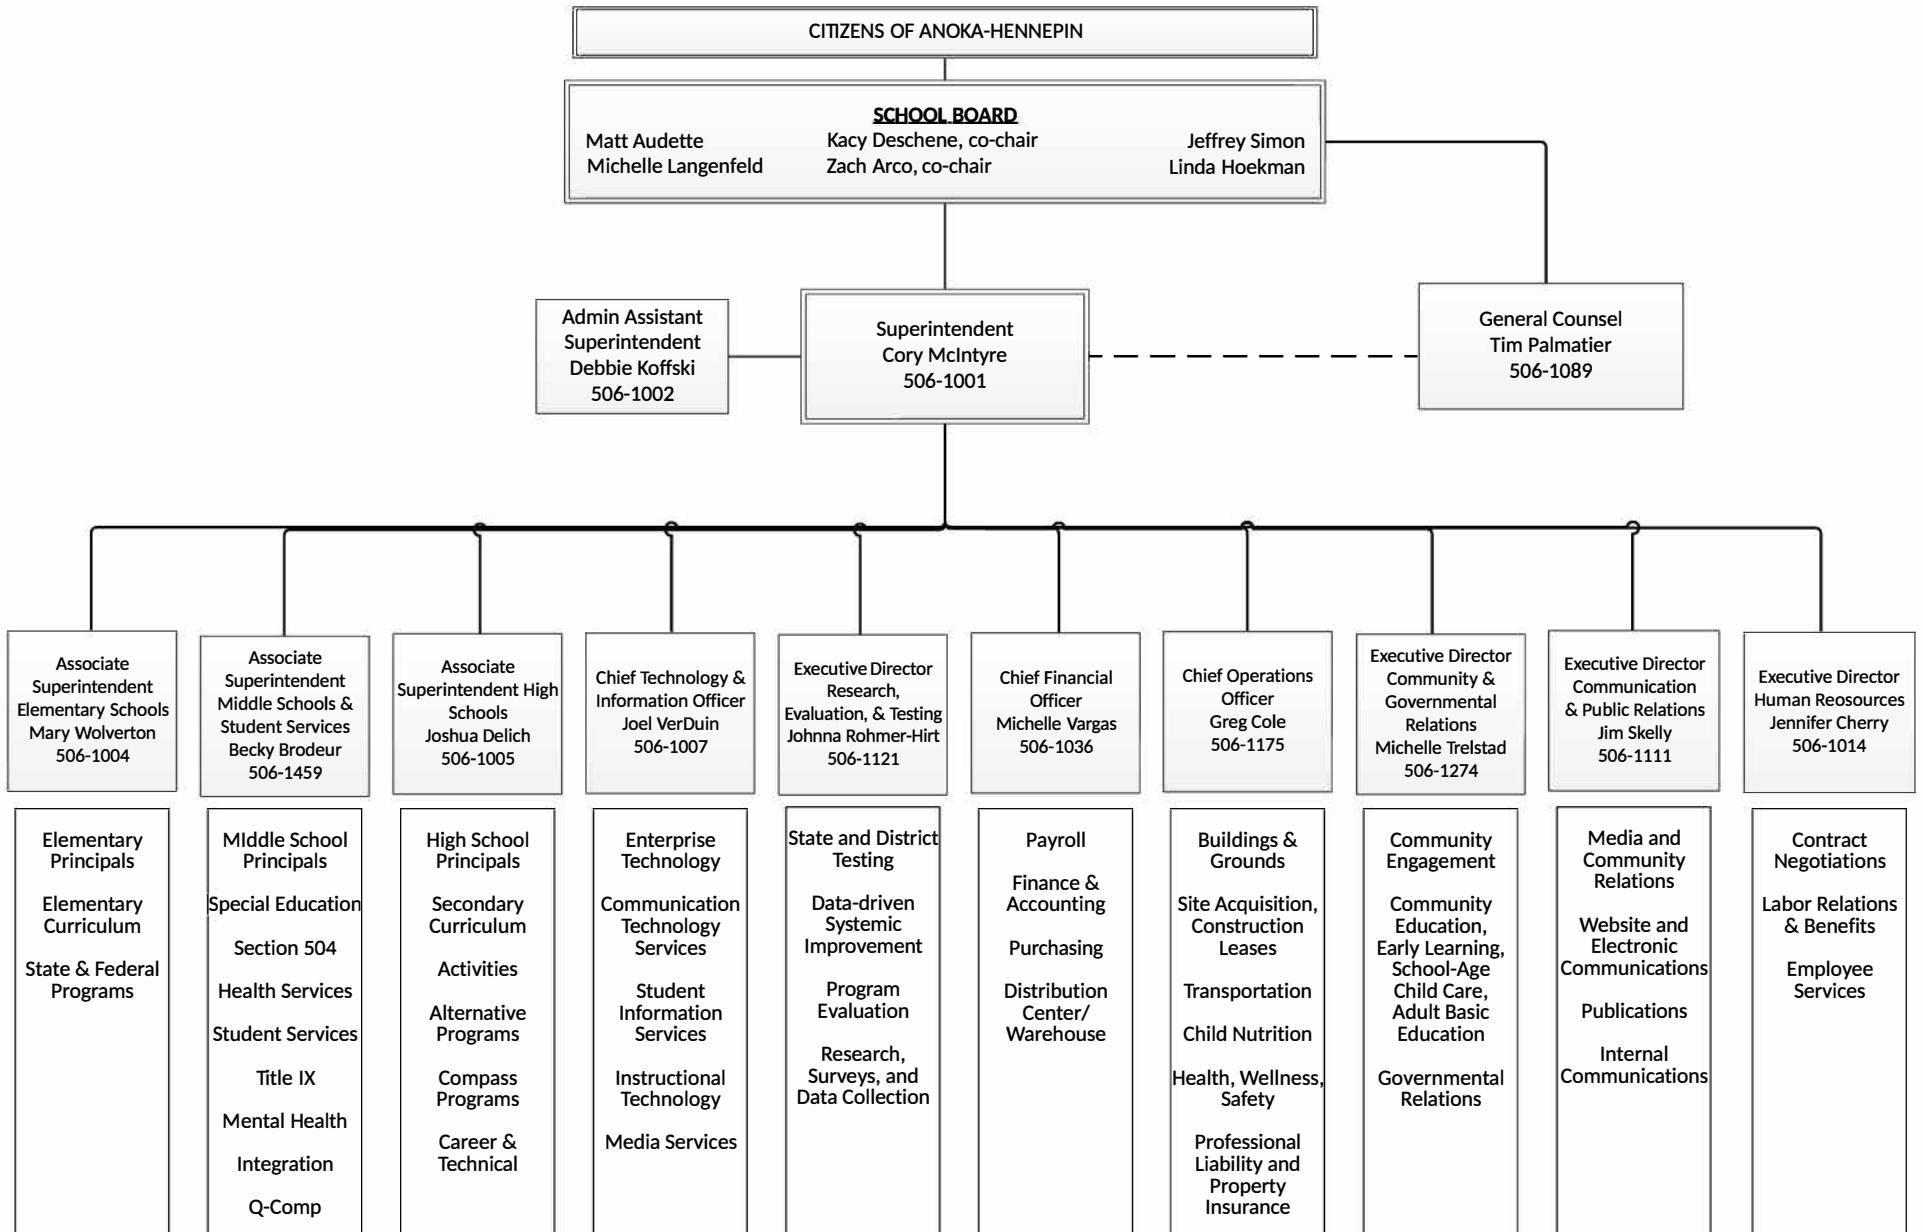 CITIZENS OF ANOKA-HENNEPIN
SCHOOL BOARD
Matt Audette
Michelle Langenfeld
Kacy Deschene, co-chair
Zach Arco, co-chair
Jeffrey Simon
Linda Hoekman
Admin Assistant
Superintendent
Debbie Koffski
506-1002
Superintendent
Cory McIntyre
506-1001
General Counsel
Tim Palmatier
506-1089
Associate
Superintendent
Elementary Schools
Mary Wolverton
506-1004
Associate
Superintendent
Middle Schools &
Student Services
Becky Brodeur
506-1459
Associate
Superintendent High
Schools
Joshua Delich
506-1005
Chief Technology &
Information Officer
Joel VerDuin
506-1007
Executive Director
Research,
Evaluation, & Testing
Johnna Rohmer-Hirt
506-1121
Chief Financial
Officer
Michelle Vargas
506-1036
Chief Operations
Officer
Greg Cole
506-1175
Executive Director
Community &
Governmental
Relations
Michelle Trelstad
506-1274
Executive Director
Communication
& Public Relations
Jim Skelly
506-1111
Executive Director
Human Reosources
Jennifer Cherry
506-1014
Elementary
Principals
Elementary
Curriculum
State & Federal
Programs
MIddle School
Principals
Special Education
Section 504
Health Services
Student Services
Title IX
Mental Health
Integration
Q-Comp
High School
Principals
Secondary
Curriculum
Activities
Alternative
Programs
Compass
Programs
Career &
Technical
Enterprise
Technology
Communication
Technology
Services
Student
Information
Services
Instructional
Technology
Media Services
State and District
Testing
Data-driven
Systemic
Improvement
Program
Evaluation
Research,
Surveys, and
Data Collection
Payroll
Finance &
Accounting
Purchasing
Distribution
Center/
Warehouse
Buildings &
Grounds
Site Acquisition,
Construction
Leases
Transportation
Child Nutrition
Health, Wellness,
Safety
Professional
Liability and
Property
Insurance
Community
Engagement
Community
Education,
Early Learning,
School-Age
Child Care,
Adult Basic
Education
Governmental
Relations
Media and
Community
Relations
Website and
Electronic
Communications
Publications
Internal
Communications
Contract
Negotiations
Labor Relations
& Benefits
Employee
Services